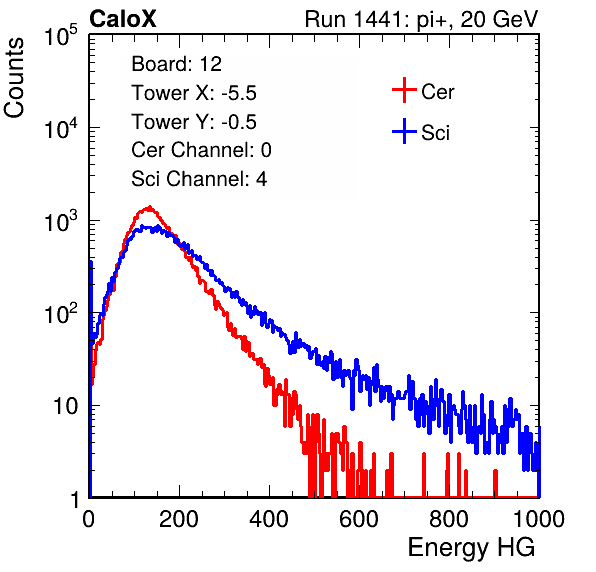 CaloX Run 1441: pi+, 20 GeV
Counts
10^5
10^4
10^3
10^2
10
1
Board: 12
Tower X: -5.5
Tower Y: -0.5
Cer Channel: 0
Sci Channel: 4
Cer
Sci
0 200 400 600 800 1000
Energy HG